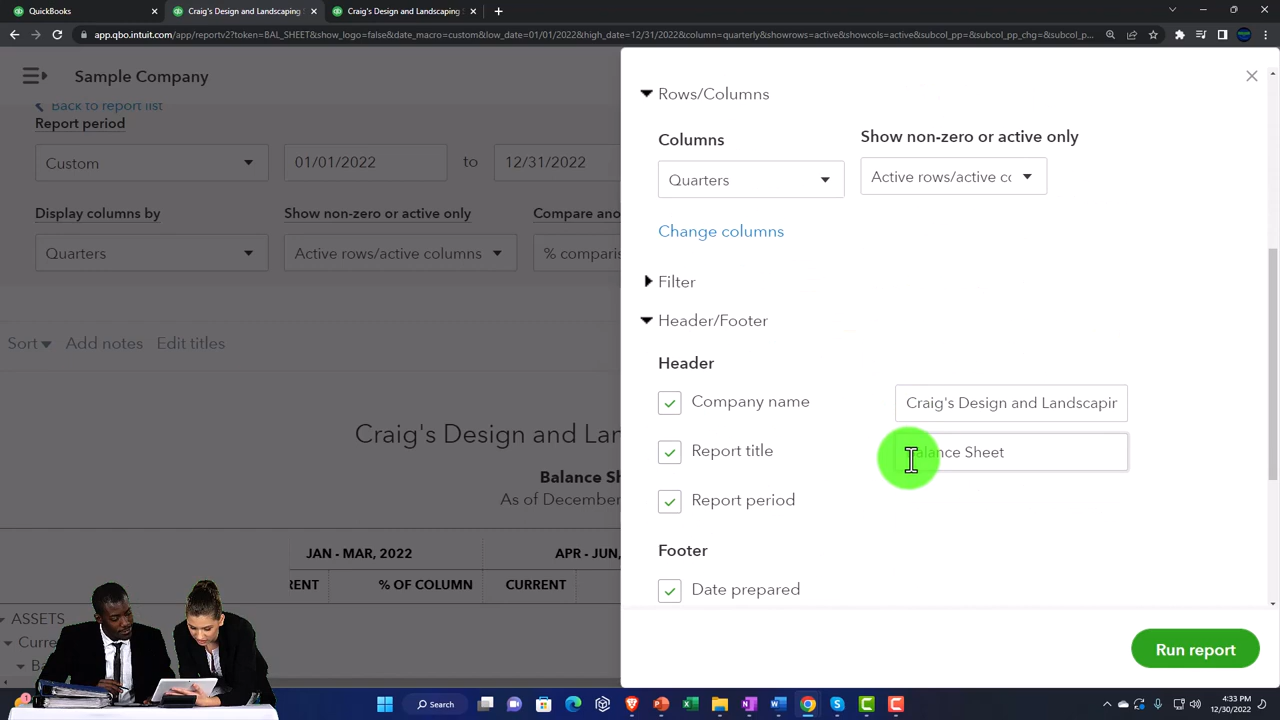 QuickBooks
Craig's Design and Landscaping
Craig's Design and Landscaping
app.qbo.intuit.com/app/reportv2?token=BAL_SHEET&show_logo=false&date_macro=custom&low_date=01/01/2022&high_date=12/31/2022&column=quarterly&showrows=active&showcols=active&subcol_pp=&subcol_pp_chg=&subcol_p...
Sample Company
Back to report list
Report period
Custom
01/01/2022
to
12/31/2022
Display columns by
Show non-zero or active only
Compare ano
Quarters
Active rows/active columns
% comparis
Sort
Add notes
Edit titles
Craig's Design and Lar
Balance Sh
As of December
JAN - MAR, 2022
APR - JUN,
RENT
% OF COLUMN
CURRENT
ASSETS
Curre
Ba
Rows/Columns
Columns
Show non-zero or active only
Quarters
Active rows/active co
Change columns
Filter
Header/Footer
Header
Company name
Craig's Design and Landscapin
Report title
Balance Sheet
Report period
Footer
Date prepared
Run report
Search
4:33 PM
12/30/2022